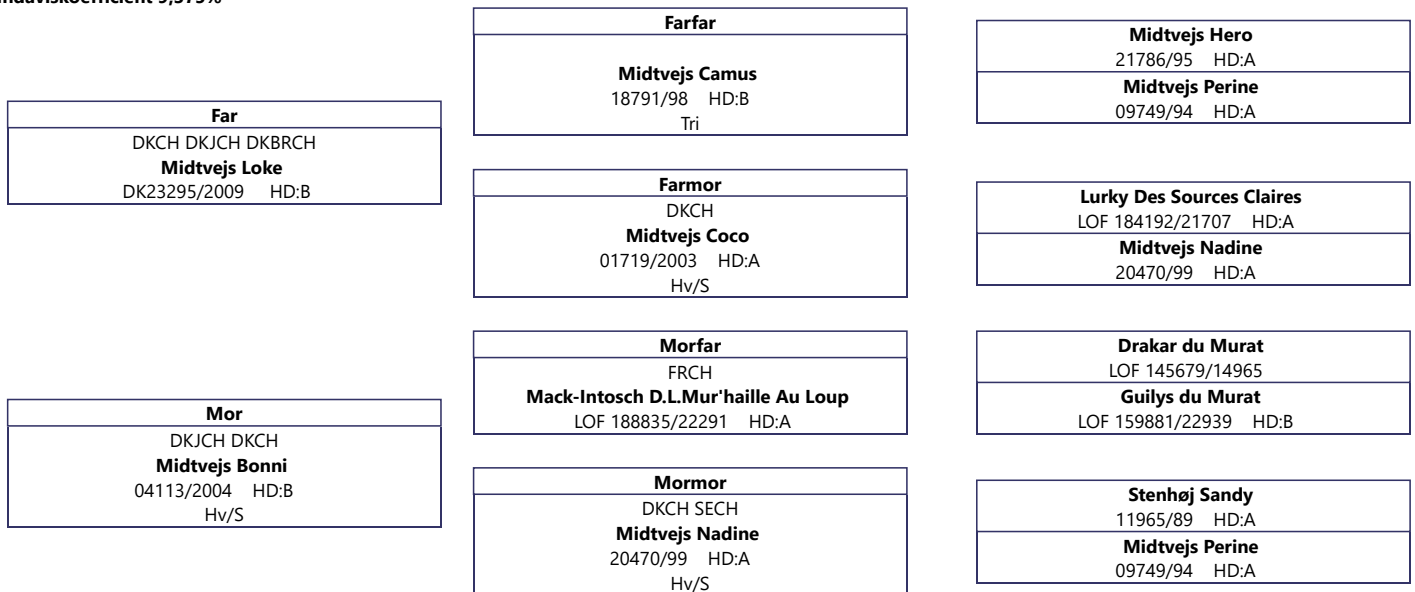 9,375%
Far
DKCH DKJCH DKBRCH
Midtvejs Loke
DK23295/2009 HD:B
Mor
DKJCH DKCH
Midtvejs Bonni
04113/2004 HD:B
Hv/S
Farfar
Midtvejs Camus
18791/98 HD:B
Tri
Farmor
DKCH
Midtvejs Coco
01719/2003 HD:A
Hv/S
Morfar
FRCH
Mack-Intosch D.L.Mur'haille Au Loup
LOF 188835/22291 HD:A
Mormor
DKCH SECH
Midtvejs Nadine
20470/99 HD:A
Hv/S
Midtvejs Hero
21786/95 HD:A
Midtvejs Perine
09749/94 HD:A
Lurky Des Sources Claires
LOF 184192/21707 HD:A
Midtvejs Nadine
20470/99 HD:A
Drakar du Murat
LOF 145679/14965
Guilys du Murat
LOF 159881/22939 HD:B
Stenhøj Sandy
11965/89 HD:A
Midtvejs Perine
09749/94 HD:A